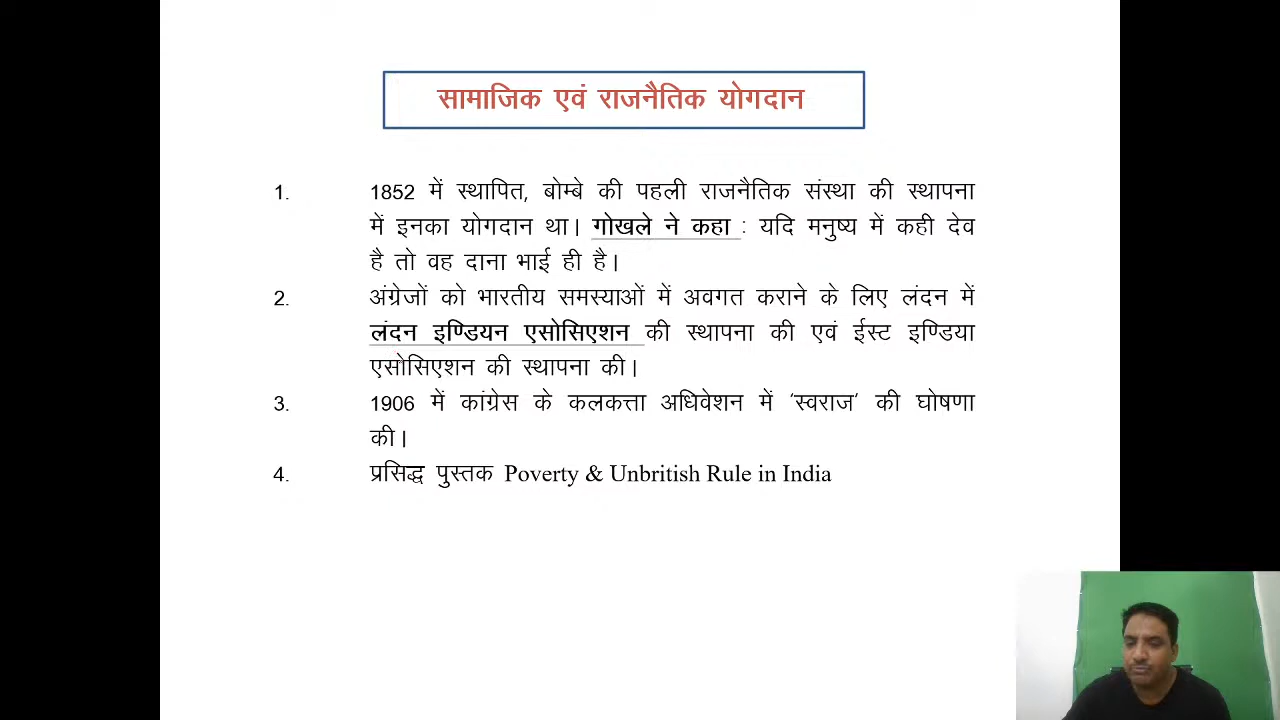 सामाजिक एवं राजनैतिक योगदान
1. 1852 में स्थापित, बोम्बे की पहली राजनैतिक संस्था की स्थापना
में इनका योगदान था। गोखले ने कहा : यदि मनुष्य में कही देव
है तो वह दाना भाई ही है।
2. अंग्रेजों को भारतीय समस्याओं में अवगत कराने के लिए लंदन में
लंदन इण्डियन एसोसिएशन की स्थापना की एवं ईस्ट इण्डिया
एसोसिएशन की स्थापना की।
3. 1906 में कांग्रेस के कलकत्ता अधिवेशन में ‘स्वराज’ की घोषणा
की।
4. प्रसिद्ध पुस्तक Poverty & Unbritish Rule in India